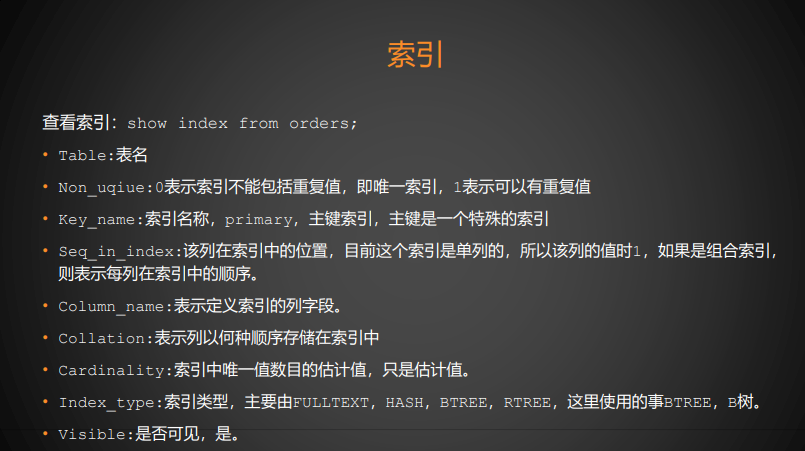 索引
查看索引：show index from orders;
• Table:表名
• Non_uqiue:0表示索引不能包括重复值，即唯一索引，1表示可以有重复值
• Key_name:索引名称，primary，主键索引，主键是一个特殊的索引
• Seq_in_index:该列在索引中的位置，目前这个索引是单列的，所以该列的值时1，如果是组合索引，
则表示每列在索引中的顺序。
• Column_name:表示定义索引的列字段。
• Collation:表示列以何种顺序存储在索引中
• Cardinality:索引中唯一值数目的估计值，只是估计值。
• Index_type:索引类型，主要由FULLTEXT，HASH，BTREE，RTREE，这里使用的事BTREE，B树。
• Visible:是否可见，是。